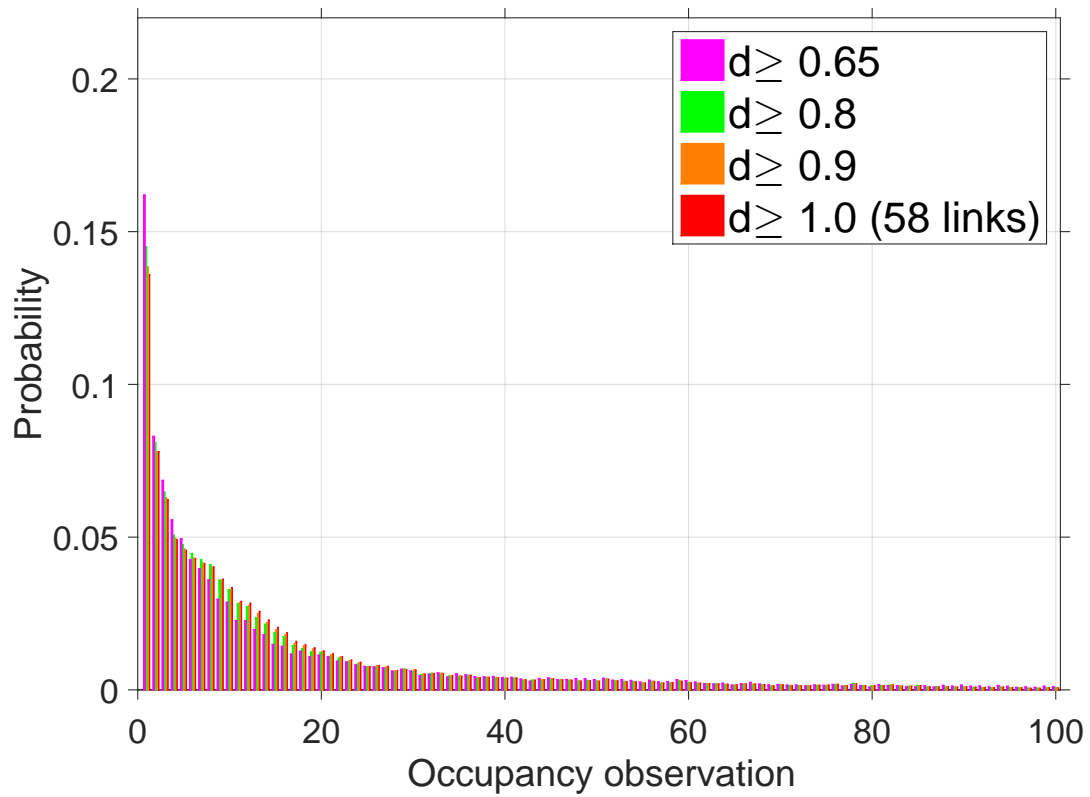 d≥ 0.65
d≥ 0.8
d≥ 0.9
d≥ 1.0 (58 links)
Probability
0.2
0.15
0.1
0.05
0
0 20 40 60 80 100
Occupancy observation